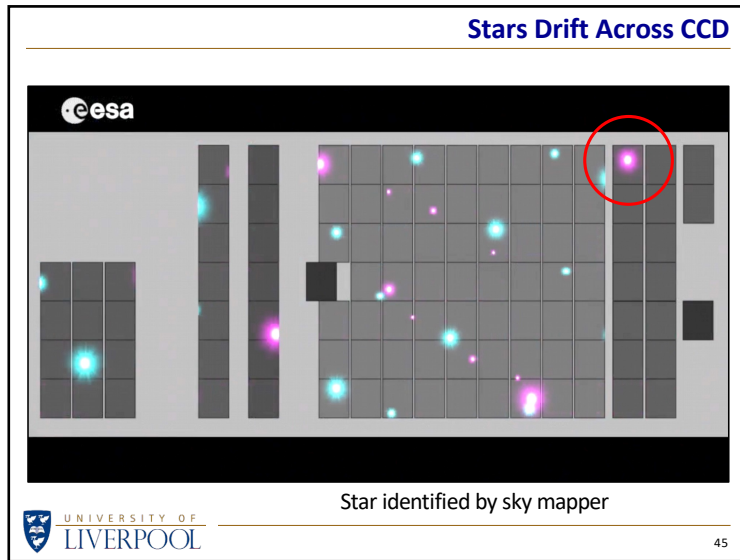 Stars Drift Across CCD
esa
Star identified by sky mapper
UNIVERSITY OF
LIVERPOOL
45